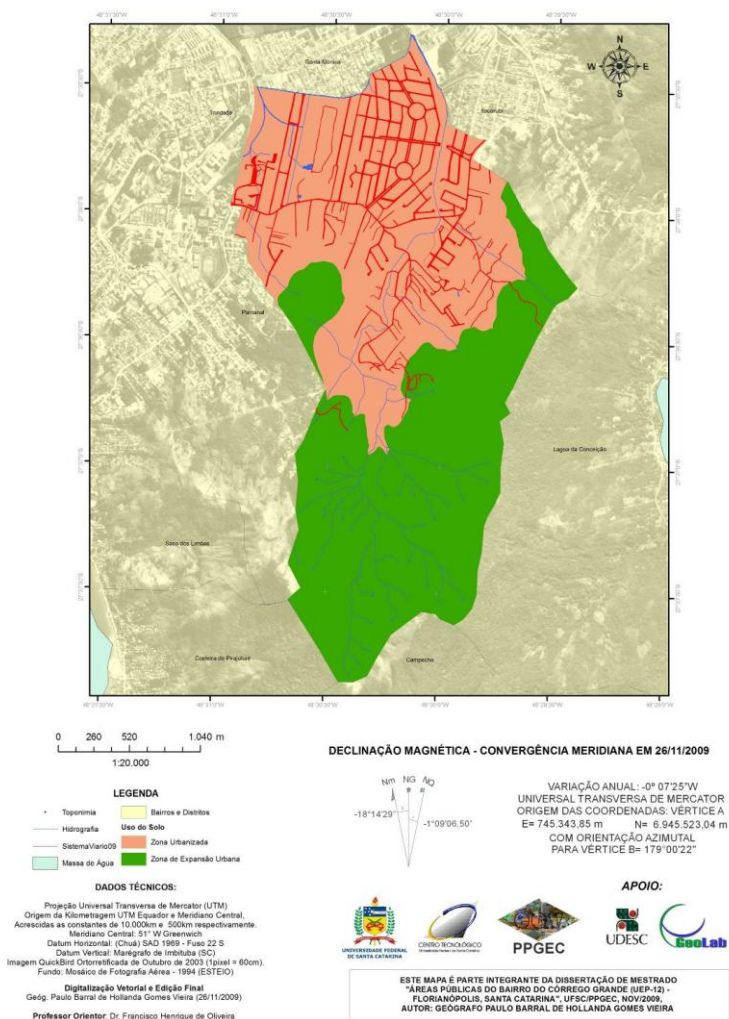 N
W E
S
Santa Mônica
Trindade
Itacorubi
Pantanal
Lagoa da Conceição
Saco dos Limões
Costeira do Pirajubaé
Campeche
0 260 520 1.040 m
1:20.000
LEGENDA
Toponimia
Hidrografia
SistemaViario09
Massa de Água
Bairros e Distritos
Uso do Solo
Zona Urbanizada
Zona de Expansão Urbana
DADOS TÉCNICOS:
Projeção Universal Transversa de Mercator (UTM)
Origem da Kilometragem UTM Equador e Meridiano Central,
Acrescidas as constantes de 10.000km e 500km respectivamente.
Meridiano Central: 51° W Greenwich
Datum Horizontal: (Chuá) SAD 1969 - Fuso 22 S
Datum Vertical: Marégrafo de Imbituba (SC)
Imagem QuickBird Ortorretificada de Outubro de 2003 (1pixel = 60cm).
Fundo: Mosáico de Fotografia Aérea - 1994 (ESTEIO)
Digitalização Vetorial e Edição Final
Geóg. Paulo Barral de Hollanda Gomes Vieira (26/11/2009)
Professor Orientor: Dr. Francisco Henrique de Oliveira
DECLINAÇÃO MAGNÉTICA - CONVERGÊNCIA MERIDIANA EM 26/11/2009
Nm NG NQ
-18°14'29"
-1°09'06,50"
VARIAÇÃO ANUAL: -0º 07'25"W
UNIVERSAL TRANSVERSA DE MERCATOR
ORIGEM DAS COORDENADAS: VÉRTICE A
E= 745.343,85 m N= 6.945.523,04 m
COM ORIENTAÇÃO AZIMUTAL
PARA VÉRTICE B= 179°00'22"
APOIO:
UNIVERSIDADE FEDERAL
DE SANTA CATARINA
CENTRO TECNOLÓGICO
PPGEC
UDESC
GeoLab
ESTE MAPA É PARTE INTEGRANTE DA DISSERTAÇÃO DE MESTRADO
"ÁREAS PÚBLICAS DO BAIRRO DO CÓRREGO GRANDE (UEP-12) -
FLORIANÓPOLIS, SANTA CATARINA", UFSC/PPGEC, NOV/2009,
AUTOR: GEÓGRAFO PAULO BARRAL DE HOLLANDA GOMES VIEIRA